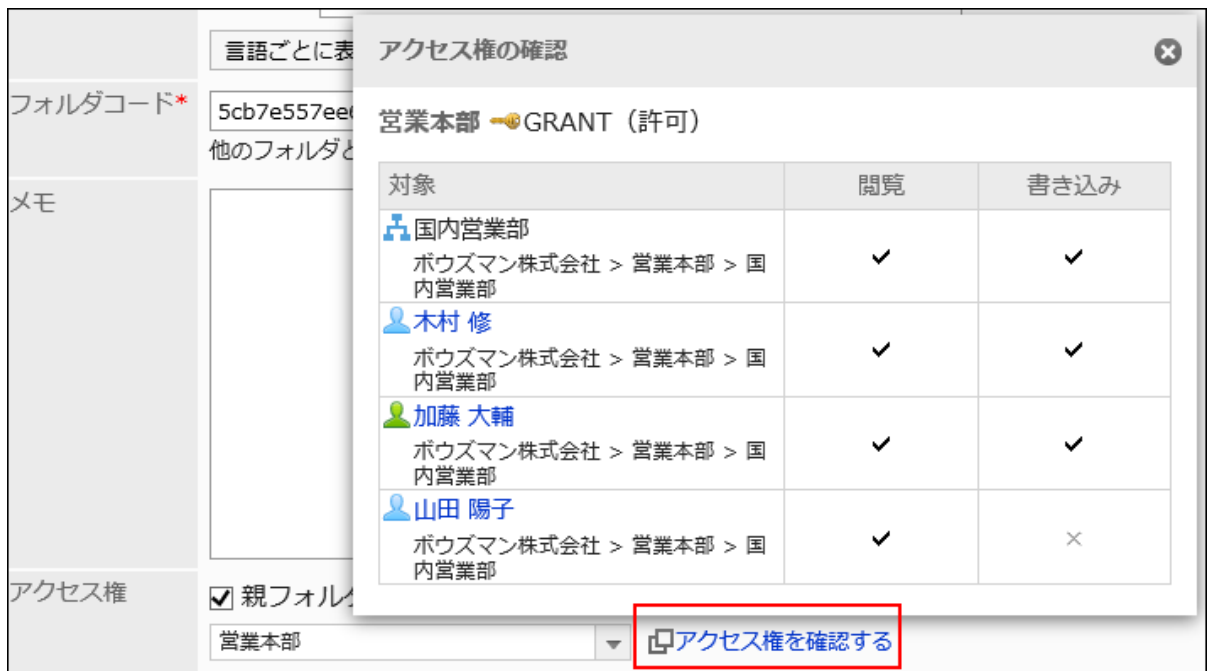 言語ごとに表
アクセス権の確認
フォルダコード*
5cb7e557ee
他のフォルダと
営業本部 GRANT（許可）
対象 閲覧 書き込み
メモ
国内営業部
ボウズマン株式会社 > 営業本部 > 国
内営業部
木村 修
ボウズマン株式会社 > 営業本部 > 国
内営業部
加藤 大輔
ボウズマン株式会社 > 営業本部 > 国
内営業部
山田 陽子
ボウズマン株式会社 > 営業本部 > 国
内営業部
アクセス権
親フォルダ
営業本部
アクセス権を確認する